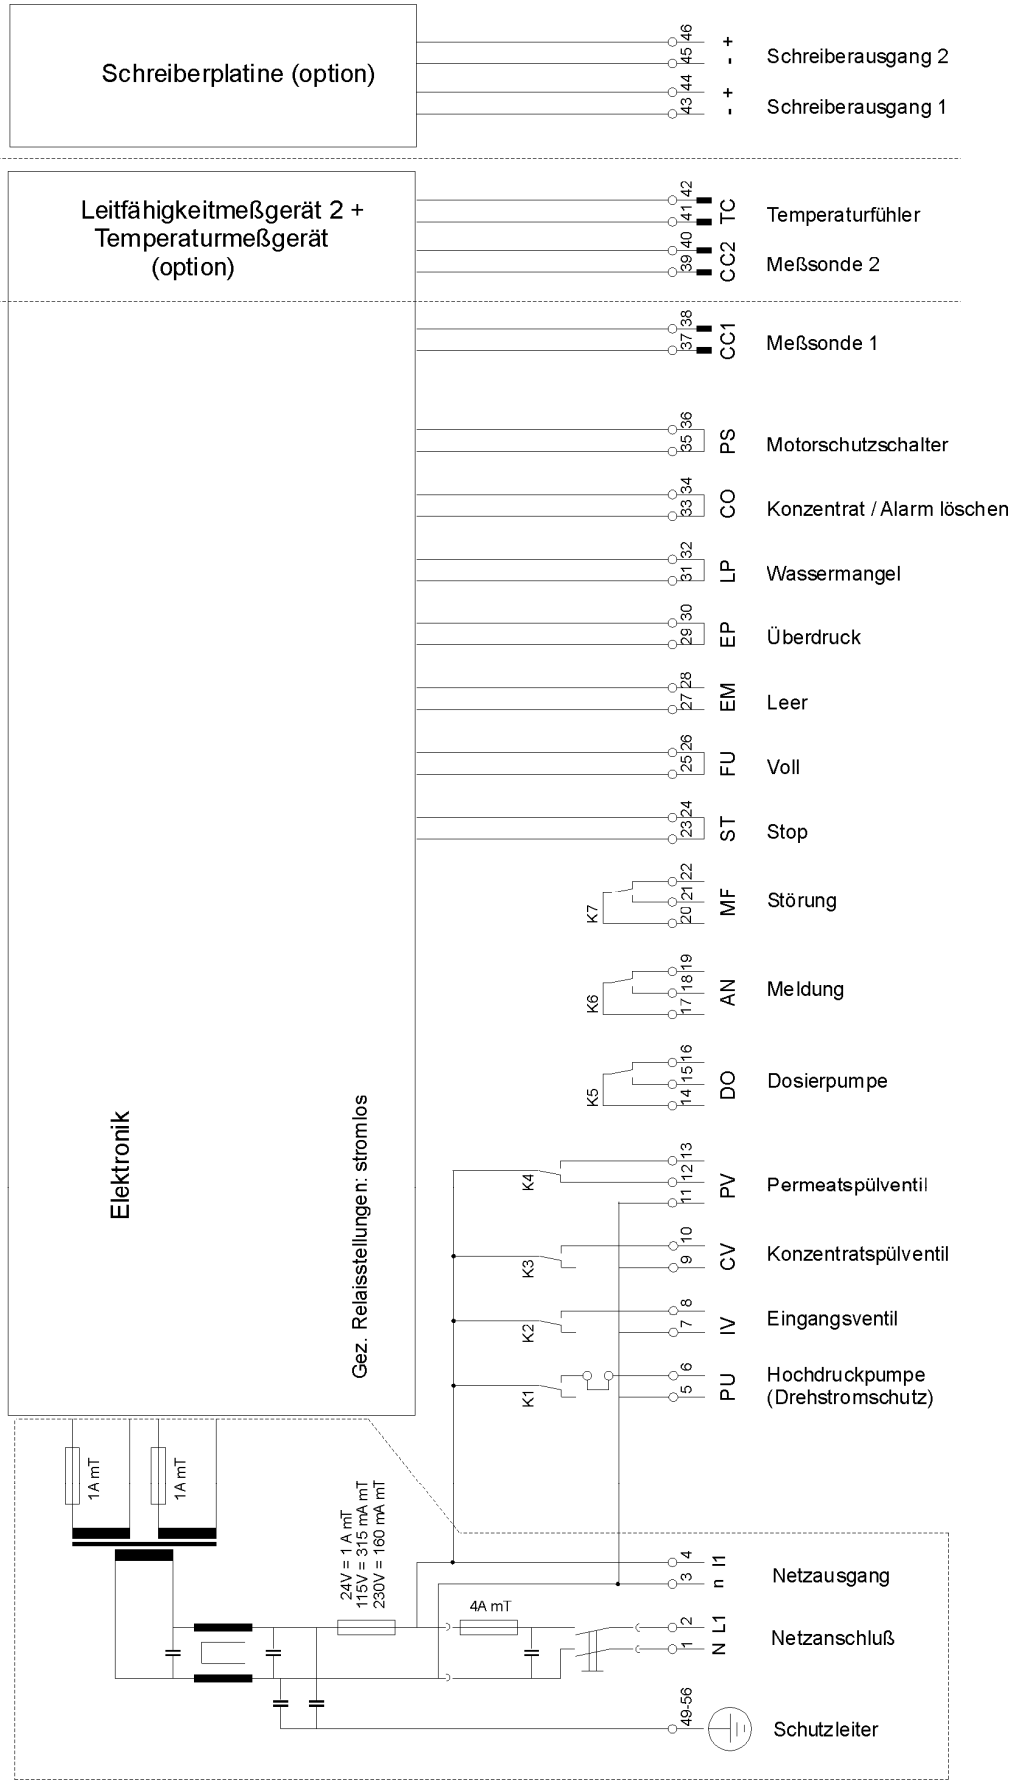 Schreiberplatine (option)
46
45
+
-
Schreiberausgang 2
44
43
+
-
Schreiberausgang 1
Leitfähigkeitmeßgerät 2 +
Temperaturmeßgerät
(option)
42
41
TC
Temperaturfühler
40
39
CC2
Meßsonde 2
38
37
CC1
Meßsonde 1
36
35
PS
Motorschutzschalter
34
33
CO
Konzentrat / Alarm löschen
32
31
LP
Wassermangel
30
29
EP
Überdruck
28
27
EM
Leer
26
25
FU
Voll
24
23
ST
Stop
K7
22
21
20
MF
Störung
K6
19
18
17
AN
Meldung
K5
16
15
14
DO
Dosierpumpe
Elektronik
Gez. Relaisstellungen: stromlos
K4
13
12
11
PV
Permeatspülventil
K3
10
9
CV
Konzentratspülventil
K2
8
7
IV
Eingangsventil
K1
6
5
PU
Hochdruckpumpe
(Drehstromschutz)
1A mT
1A mT
24V = 1 A mT
115V = 315 mA mT
230V = 160 mA mT
4
3
l1
n
Netzausgang
4A mT
2
1
L1
N
Netzanschluß
49-56
Schutzleiter